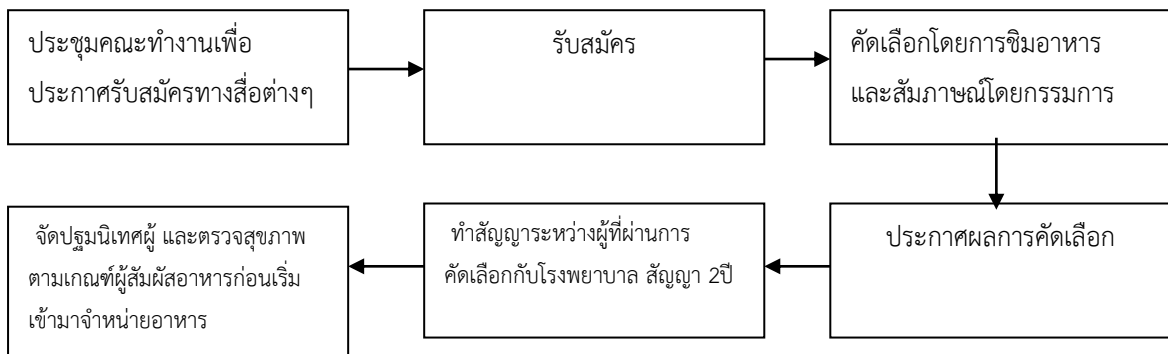 ประชุมคณะทำงานเพื่อ
ประกาศรับสมัครทางสื่อต่างๆ
รับสมัคร
คัดเลือกโดยการชิมอาหาร
และสัมภาษณ์โดยกรรมการ
ประกาศผลการคัดเลือก
ทำสัญญาระหว่างผู้ที่ผ่านการ
คัดเลือกกับโรงพยาบาล สัญญา 2ปี
จัดปฐมนิเทศผู้ และตรวจสุขภาพ
ตามเกณฑ์ผู้สัมผัสอาหารก่อนเริ่ม
เข้ามาจำหน่ายอาหาร